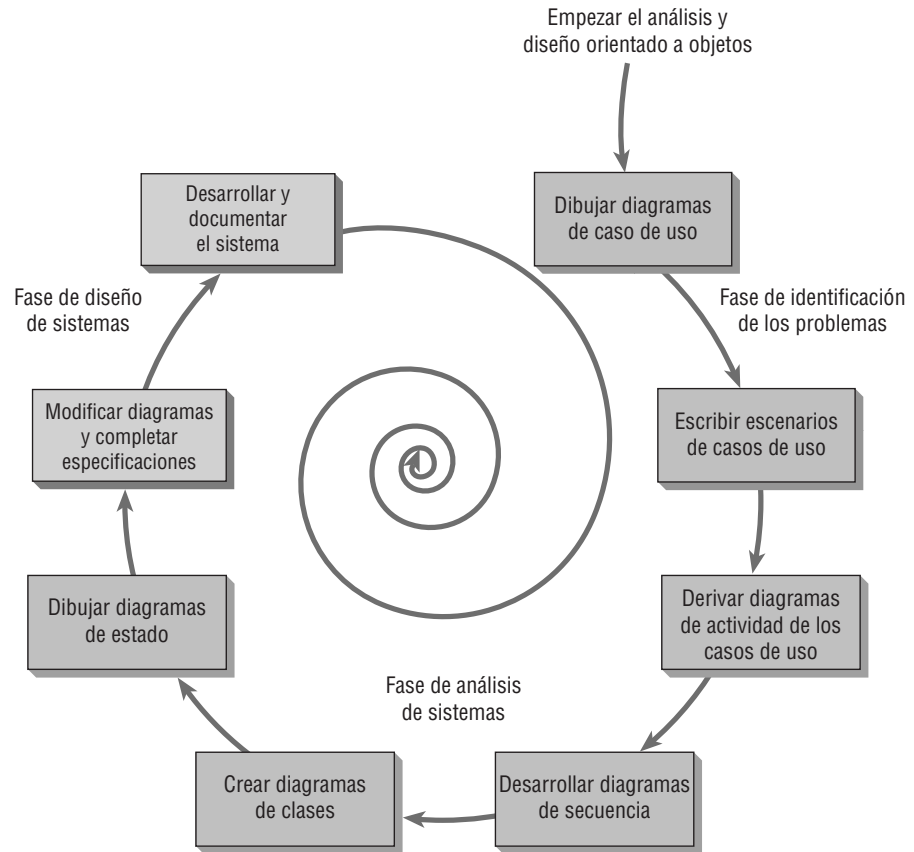 Empezar el análisis y
diseño orientado a objetos
Dibujar diagramas
de caso de uso
Fase de identificación
de los problemas
Escribir escenarios
de casos de uso
Derivar diagramas
de actividad de los
casos de uso
Desarrollar diagramas
de secuencia
Fase de análisis
de sistemas
Crear diagramas
de clases
Dibujar diagramas
de estado
Modificar diagramas
y completar
especificaciones
Fase de diseño
de sistemas
Desarrollar y
documentar
el sistema